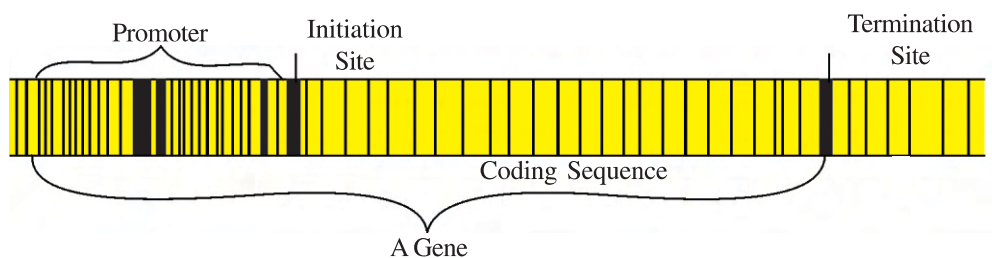 Promoter
Initiation
Site
Termination
Site
Coding Sequence
A Gene